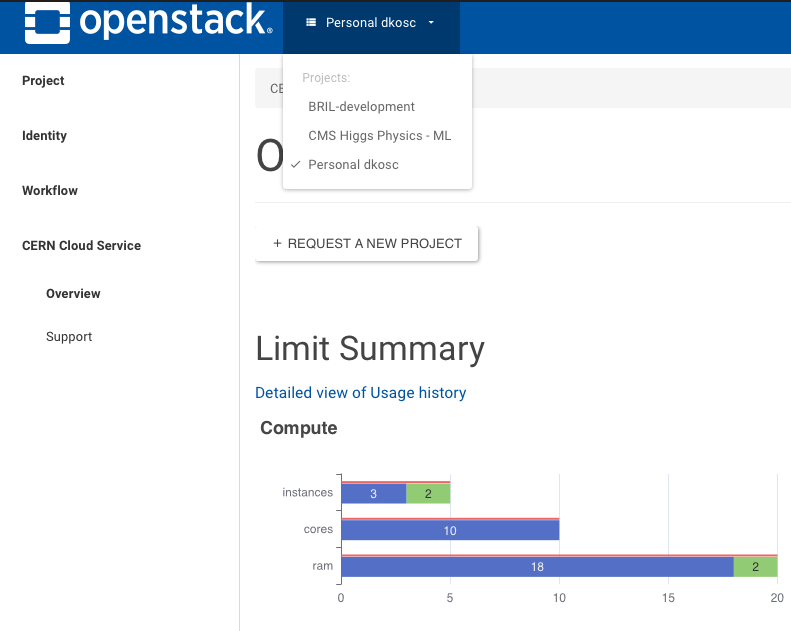 openstack.
Personal dkosc
Projects:
BRIL-development
CMS Higgs Physics - ML
Personal dkosc
Project
Identity
Workflow
CERN Cloud Service
Overview
Support
CE
O
+ REQUEST A NEW PROJECT
Limit Summary
Detailed view of Usage history
Compute
instances 3 2
cores 10
ram 18 2
0 5 10 15 20